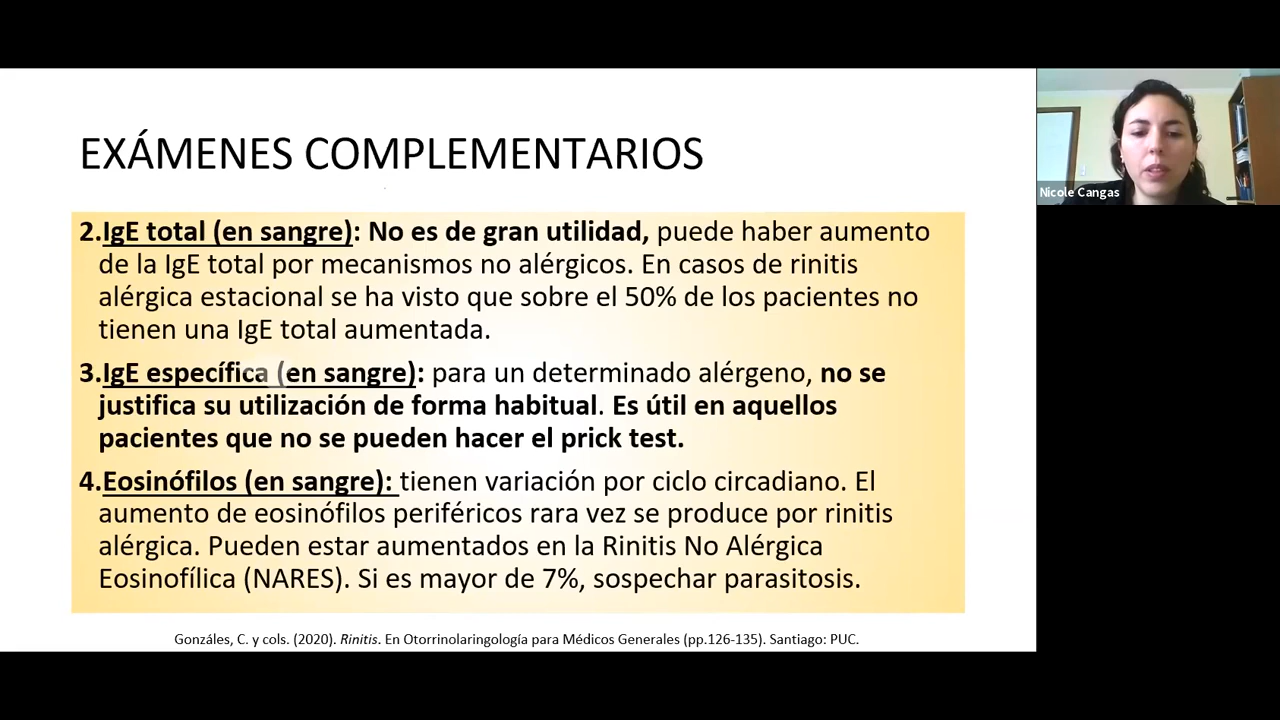 EXÁMENES COMPLEMENTARIOS
Nicole Cangas
2.IgE total (en sangre): No es de gran utilidad, puede haber aumento
de la IgE total por mecanismos no alérgicos. En casos de rinitis
alérgica estacional se ha visto que sobre el 50% de los pacientes no
tienen una IgE total aumentada.
3.IgE específica (en sangre): para un determinado alérgeno, no se
justifica su utilización de forma habitual. Es útil en aquellos
pacientes que no se pueden hacer el prick test.
4.Eosinófilos (en sangre): tienen variación por ciclo circadiano. El
aumento de eosinófilos periféricos rara vez se produce por rinitis
alérgica. Pueden estar aumentados en la Rinitis No Alérgica
Eosinofílica (NARES). Si es mayor de 7%, sospechar parasitosis.
Gonzáles, C. y cols. (2020). Rinitis. En Otorrinolaringología para Médicos Generales (pp.126-135). Santiago: PUC.